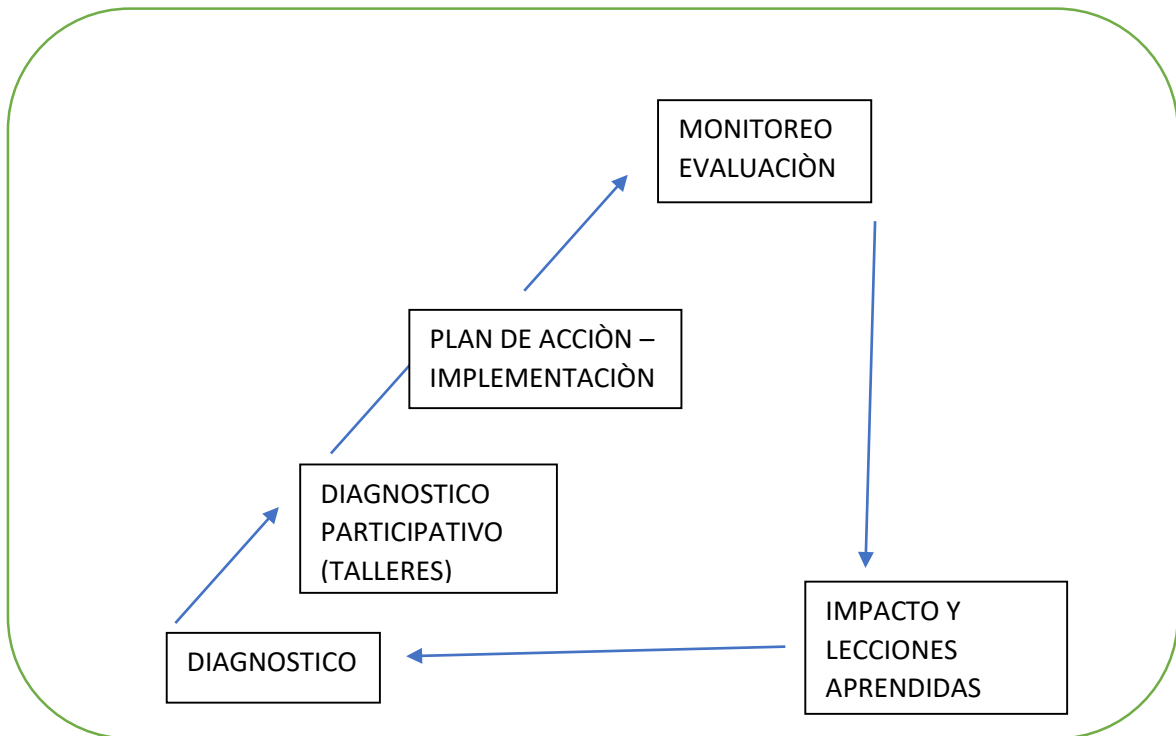 MONITOREO
EVALUACIÒN
PLAN DE ACCIÒN –
IMPLEMENTACIÒN
DIAGNOSTICO
PARTICIPATIVO
(TALLERES)
IMPACTO Y
LECCIONES
APRENDIDAS
DIAGNOSTICO